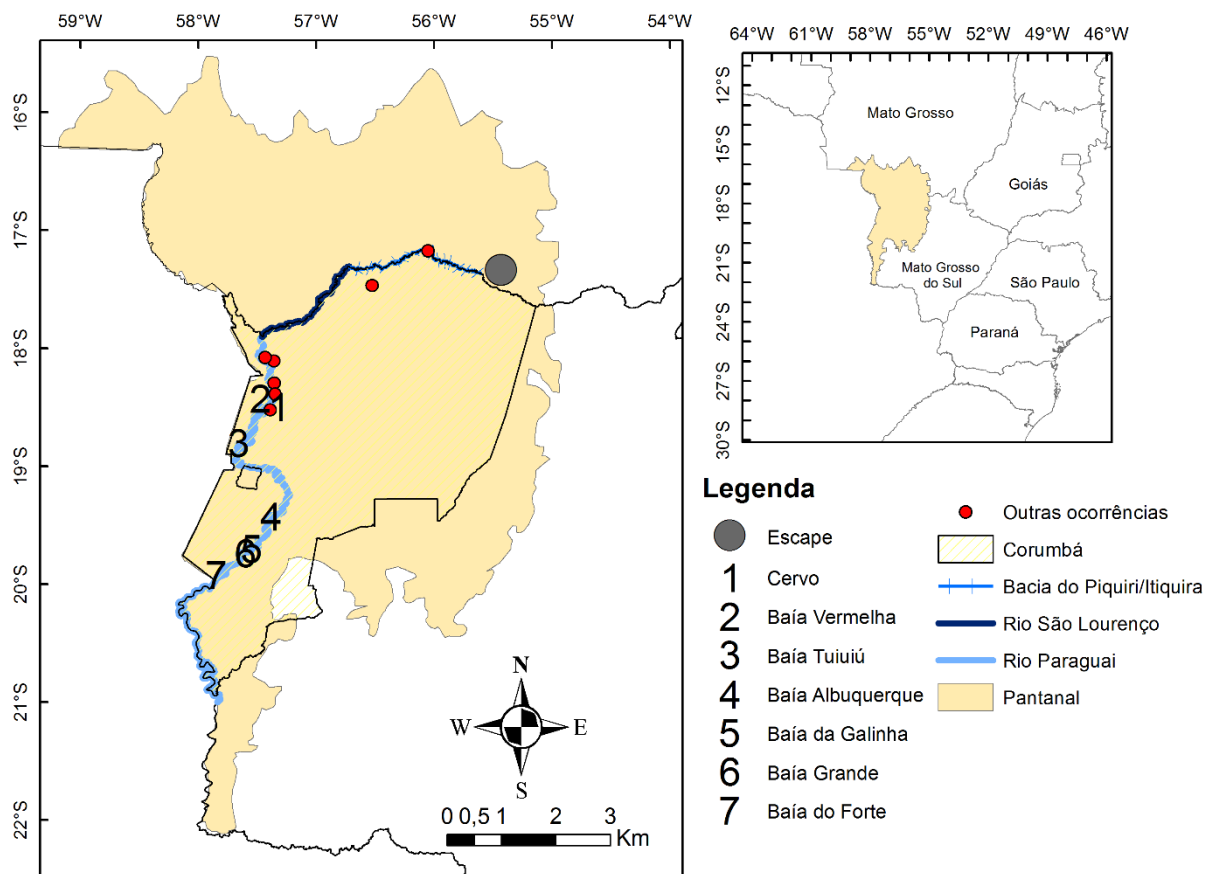 59°W 58°W 57°W 56°W 55°W 54°W
16°S
17°S
18°S
19°S
20°S
21°S
22°S
2
1
3
4
5
6
7
N
W E
S
0 0,5 1 2 3
Km
64°W 60°W 55°W 52°W 49°W 46°W
12°S
15°S
18°S
21°S
24°S
27°S
30°S
Mato Grosso
Goiás
Mato Grosso
do Sul
São Paulo
Paraná
Legenda
Escape
1 Cervo
2 Baía Vermelha
3 Baía Tuiuiú
4 Baía Albuquerque
5 Baía da Galinha
6 Baía Grande
7 Baía do Forte
Outras ocorrências
Corumbá
Bacia do Piquiri/Itiquira
Rio São Lourenço
Rio Paraguai
Pantanal